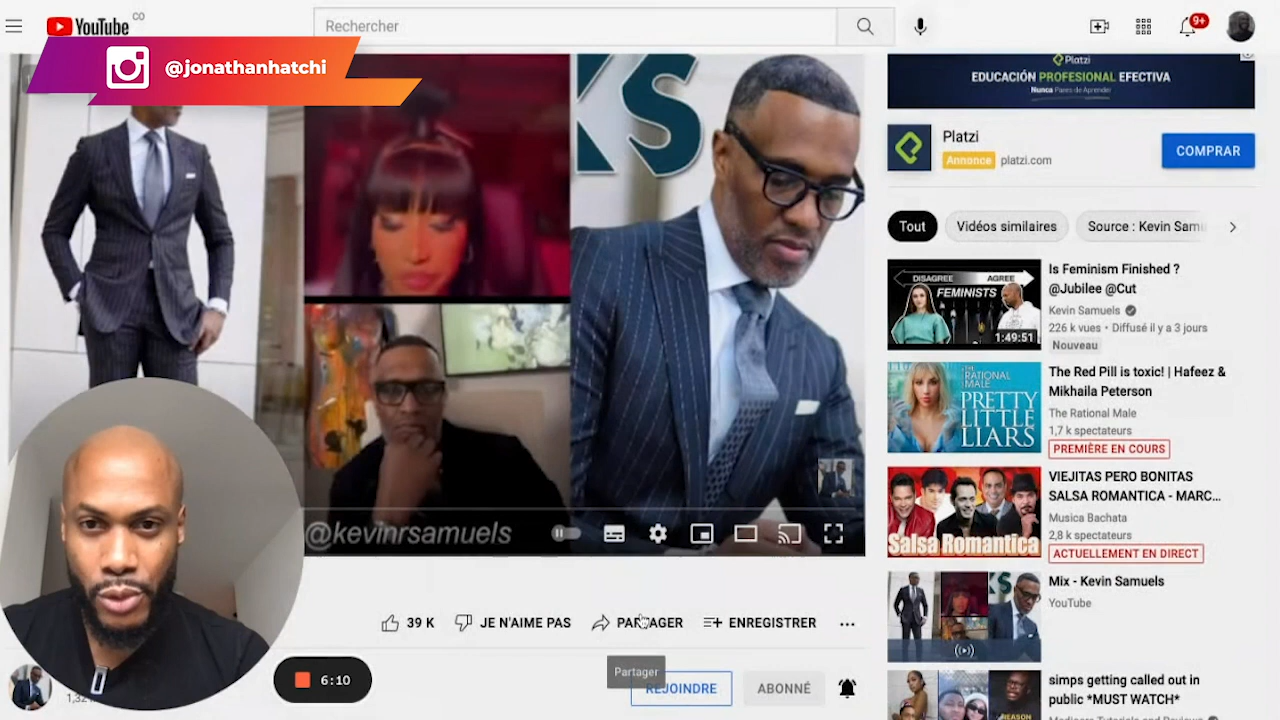 YouTube CO
Rechercher
9+
@jonathanhatchi
KS
@kevinrsamuels
39 K
JE N'AIME PAS
PARTAGER
ENREGISTRER
Partager
REJOINDRE
ABONNÉ
6:10
Platzi
EDUCACIÓN PROFESIONAL EFECTIVA
Nunca Pares de Aprender
Platzi
Annonce platzi.com
COMPRAR
Tout
Vidéos similaires
Source : Kevin Samu
DISAGREE
AGREE
FEMINISTS
1:49:51
Is Feminism Finished ?
@Jubilee @Cut
Kevin Samuels
226 k vues • Diffusé il y a 3 jours
Nouveau
THE RATIONAL MALE
PRETTY
LITTLE
LIARS
The Red Pill is toxic! | Hafeez &
Mikhaila Peterson
The Rational Male
1,7 k spectateurs
PREMIÈRE EN COURS
Salsa Romantica
VIEJITAS PERO BONITAS
SALSA ROMANTICA - MARC...
Musica Bachata
2,8 k spectateurs
ACTUELLEMENT EN DIRECT
KS
Mix - Kevin Samuels
YouTube
REASON
simps getting called out in
public *MUST WATCH*